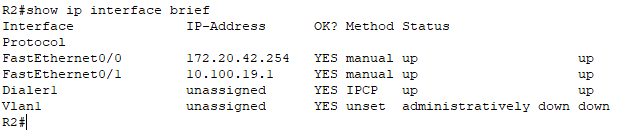 R2#show ip interface brief
Interface              IP-Address      OK? Method Status
Protocol
FastEthernet0/0        172.20.42.254   YES manual up                    up
FastEthernet0/1        10.100.19.1     YES manual up                    up
Dialer1                unassigned      YES IPCP   up                    up
Vlan1                  unassigned      YES unset  administratively down down
R2#